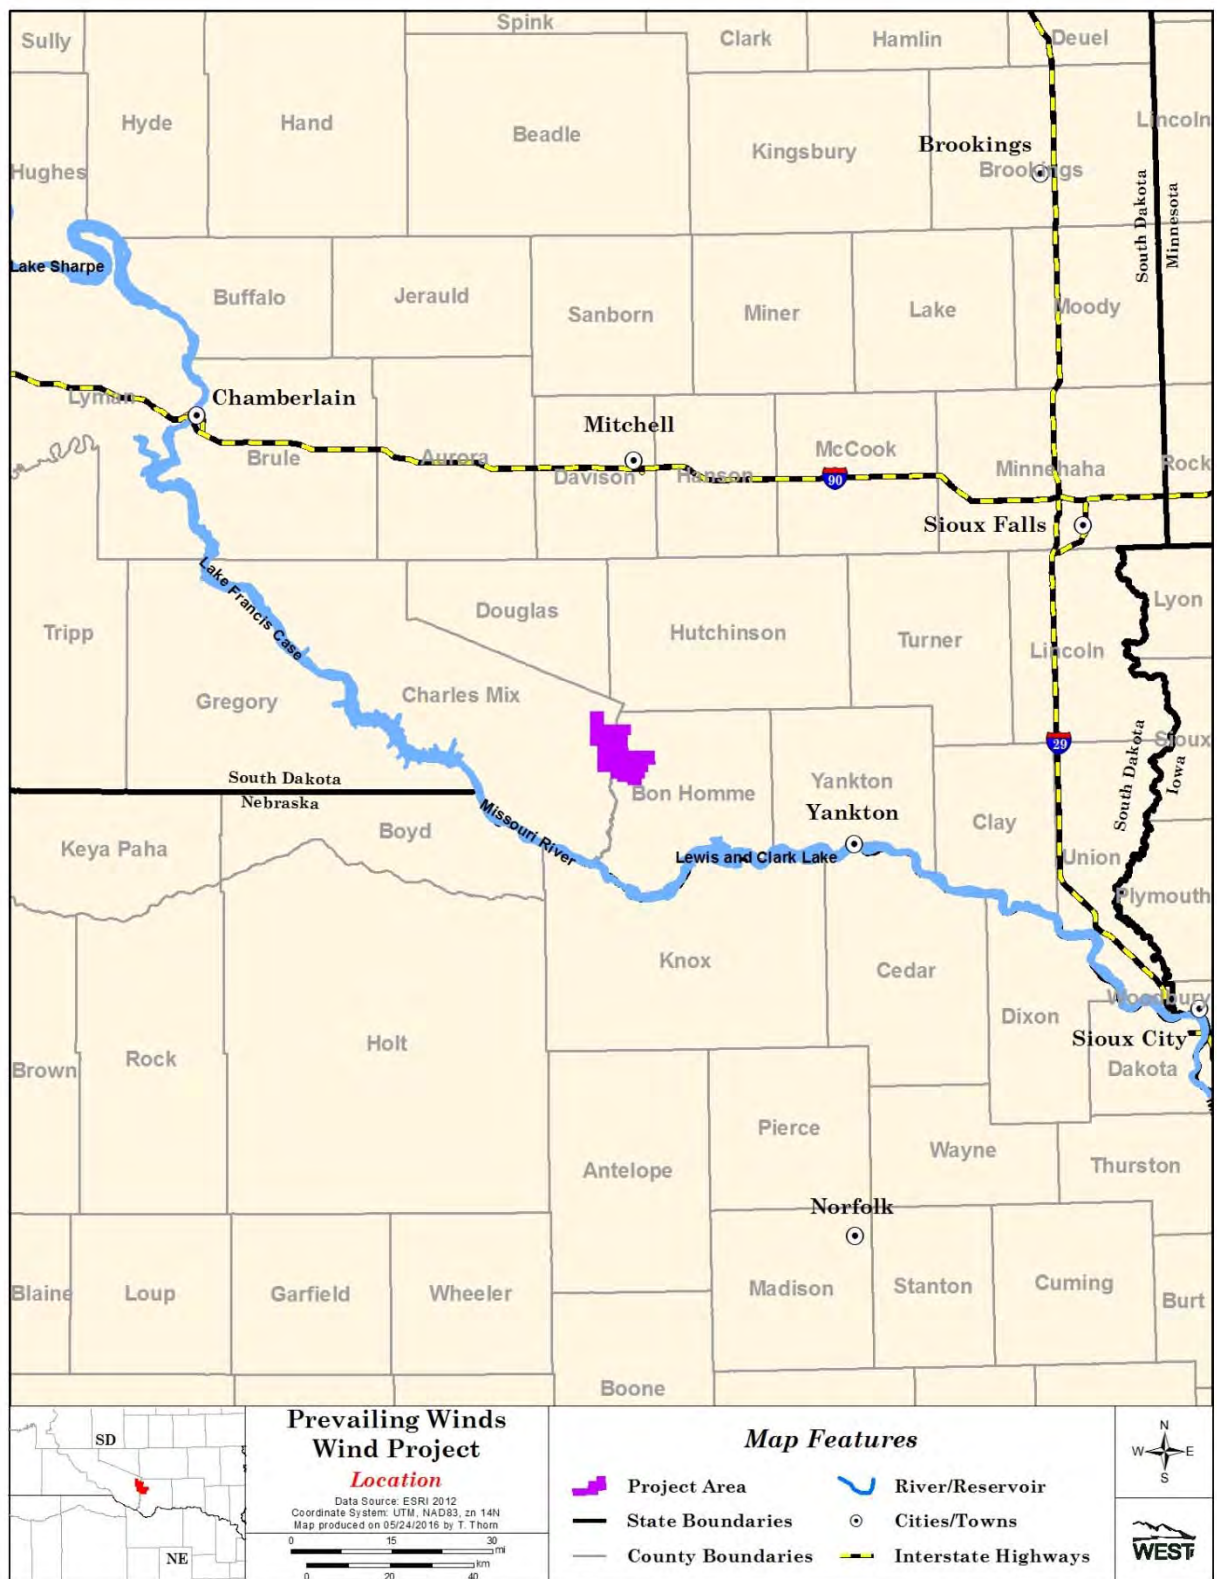 Sully
Spink
Clark
Hamlin
Deuel
Hyde
Hand
Beadle
Kingsbury
Brookings
Brookings
Lincoln
Hughes
South Dakota
Minnesota
Lake Sharpe
Buffalo
Jerauld
Sanborn
Miner
Lake
Moody
Lyman
Chamberlain
Brule
Aurora
Mitchell
Davison
Hanson
McCook
90
Minnehaha
Rock
Sioux Falls
Lake Francis Case
Tripp
Gregory
Charles Mix
Douglas
Hutchinson
Turner
Lincoln
Lyon
South Dakota
Nebraska
Bon Homme
Yankton
Yankton
29
South Dakota
Iowa
Sioux
Clay
Union
Plymouth
Keya Paha
Boyd
Missouri River
Lewis and Clark Lake
Knox
Cedar
Dixon
Woodbury
Sioux City
Dakota
Brown
Rock
Holt
Pierce
Antelope
Wayne
Thurston
Norfolk
Madison
Stanton
Cuming
Burt
Blaine
Loup
Garfield
Wheeler
Boone
SD
NE
Prevailing Winds
Wind Project
Location
Data Source: ESRI 2012
Coordinate System: UTM, NAD83, zn 14N
Map produced on 05/24/2016 by T. Thorn
0 15 30
mi
km
0 20 40
Map Features
Project Area
River/Reservoir
State Boundaries
Cities/Towns
County Boundaries
Interstate Highways
N
W E
S
WEST